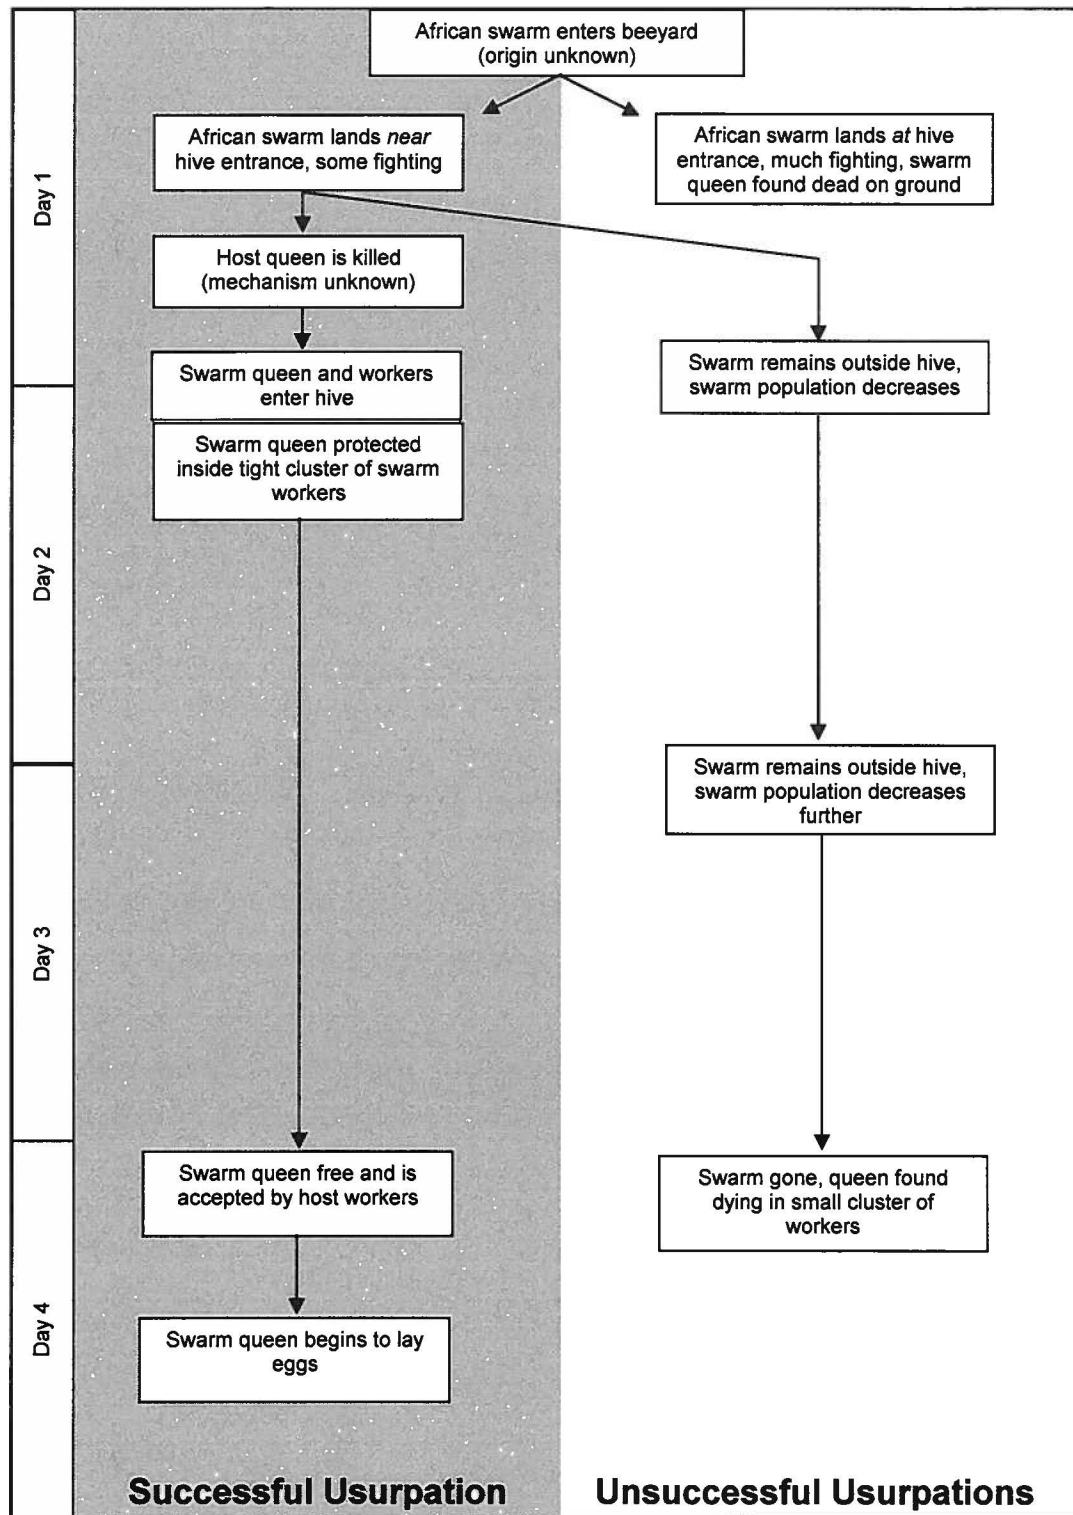 African swarm enters beeyard
(origin unknown)
African swarm lands near
hive entrance, some fighting
African swarm lands at hive
entrance, much fighting, swarm
queen found dead on ground
Day 1
Host queen is killed
(mechanism unknown)
Swarm queen and workers
enter hive
Swarm remains outside hive,
swarm population decreases
Swarm queen protected
inside tight cluster of swarm
workers
Day 2
Swarm remains outside hive,
swarm population decreases
further
Day 3
Swarm queen free and is
accepted by host workers
Swarm gone, queen found
dying in small cluster of
workers
Day 4
Swarm queen begins to lay
eggs
Successful Usurpation
Unsuccessful Usurpations